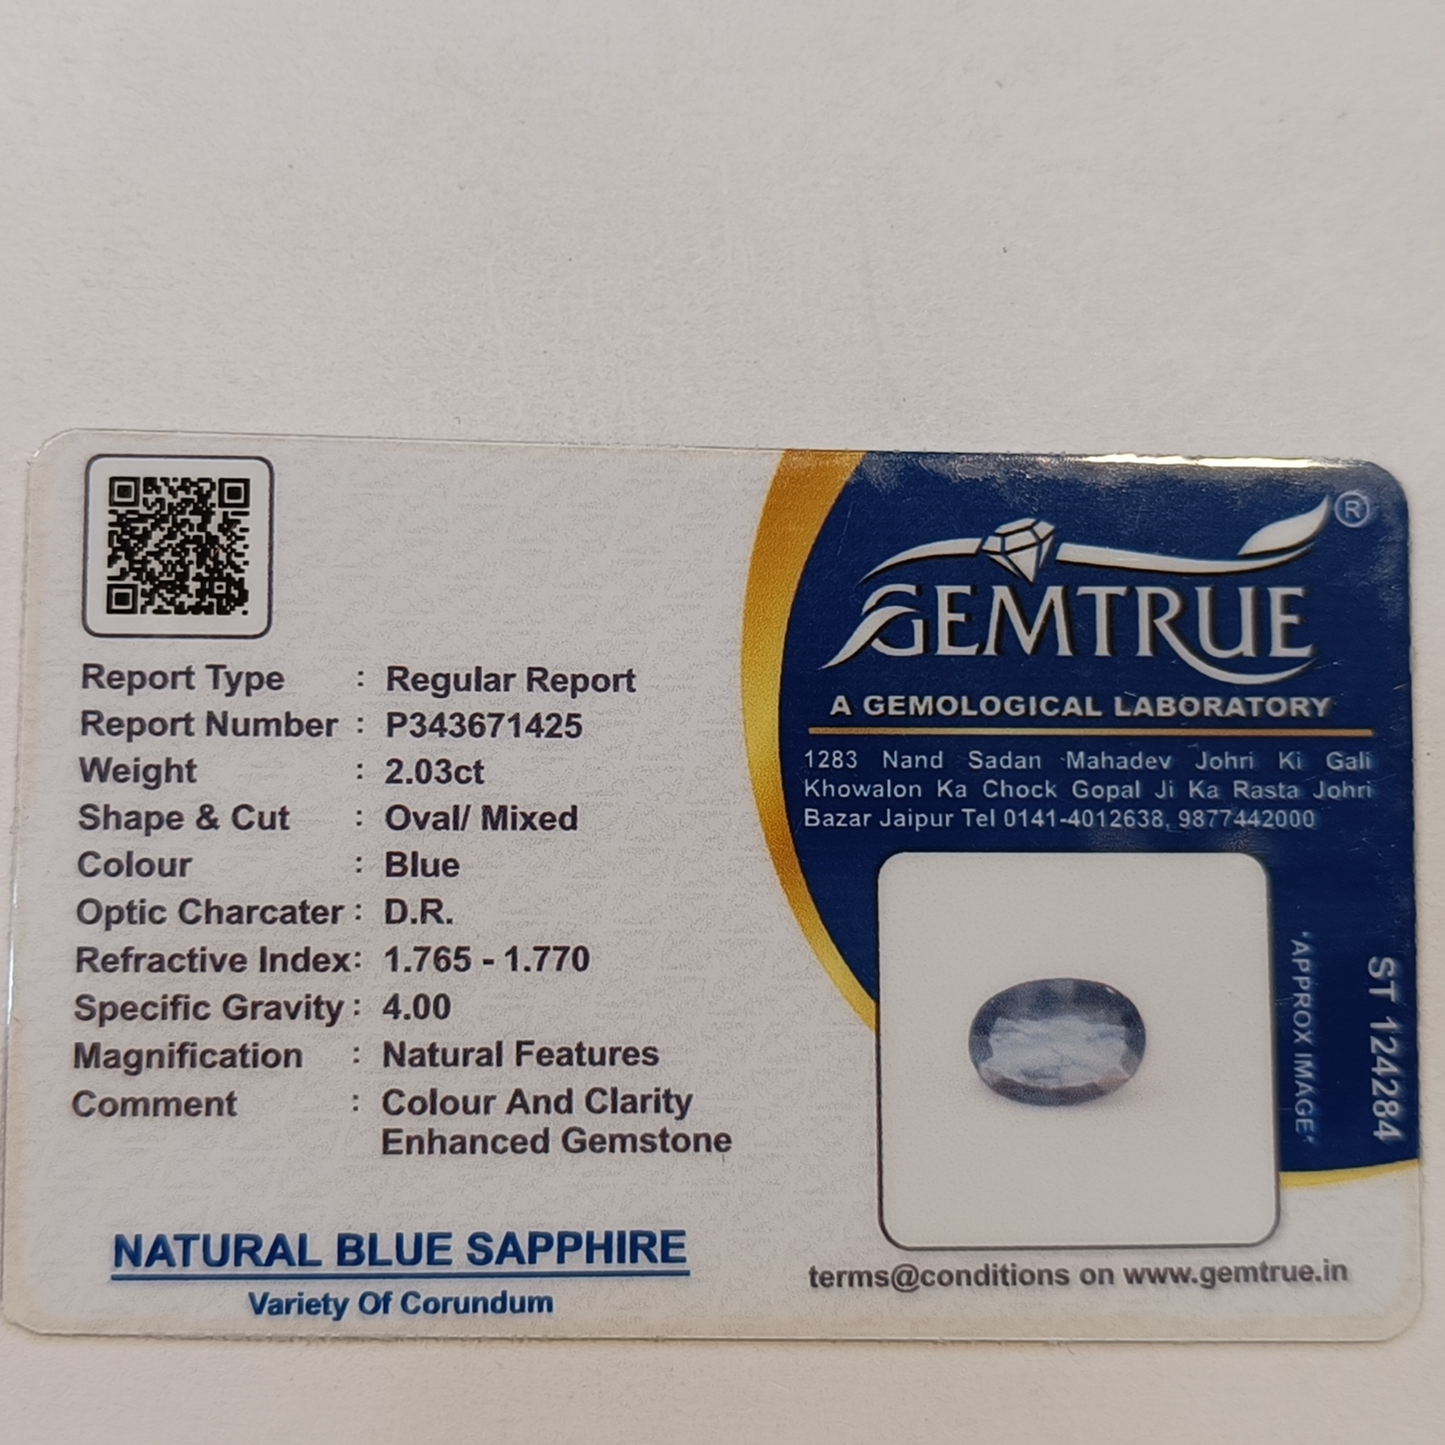 Report Type : Regular Report
Report Number : P343671425
Weight : 2.03ct
Shape & Cut : Oval/ Mixed
Colour : Blue
Optic Charcater : D.R.
Refractive Index: 1.765 - 1.770
Specific Gravity : 4.00
Magnification : Natural Features
Comment : Colour And Clarity
Enhanced Gemstone
NATURAL BLUE SAPPHIRE
Variety Of Corundum
GEMTRUE ®
A GEMOLOGICAL LABORATORY
1283 Nand Sadan Mahadev Johri Ki Gali
Khowalon Ka Chock Gopal Ji Ka Rasta Johri
Bazar Jaipur Tel 0141-4012638, 9877442000
"APPROX IMAGE"
ST 124284
terms@conditions on www.gemtrue.in